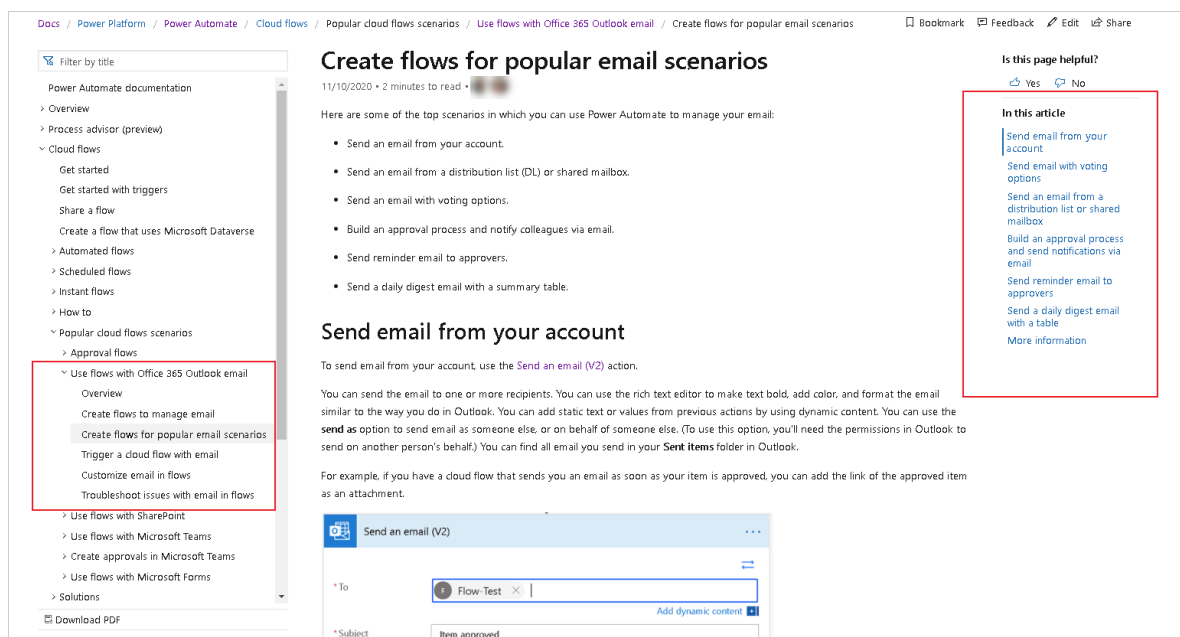 Docs / Power Platform / Power Automate / Cloud flows / Popular cloud flows scenarios / Use flows with Office 365 Outlook email / Create flows for popular email scenarios
Bookmark Feedback Edit Share
Filter by title
Power Automate documentation
Overview
Process advisor (preview)
Cloud flows
Get started
Get started with triggers
Share a flow
Create a flow that uses Microsoft Dataverse
Automated flows
Scheduled flows
Instant flows
How to
Popular cloud flows scenarios
Approval flows
Use flows with Office 365 Outlook email
Overview
Create flows to manage email
Create flows for popular email scenarios
Trigger a cloud flow with email
Customize email in flows
Troubleshoot issues with email in flows
Use flows with SharePoint
Use flows with Microsoft Teams
Create approvals in Microsoft Teams
Use flows with Microsoft Forms
Solutions
Download PDF
Create flows for popular email scenarios
11/10/2020 • 2 minutes to read •
Here are some of the top scenarios in which you can use Power Automate to manage your email:
• Send an email from your account.
• Send an email from a distribution list (DL) or shared mailbox.
• Send an email with voting options.
• Build an approval process and notify colleagues via email.
• Send reminder email to approvers.
• Send a daily digest email with a summary table.
Send email from your account
To send email from your account, use the Send an email (V2) action.
You can send the email to one or more recipients. You can use the rich text editor to make text bold, add color, and format the email
similar to the way you do in Outlook. You can add static text or values from previous actions by using dynamic content. You can use the
send as option to send email as someone else, or on behalf of someone else. (To use this option, you'll need the permissions in Outlook to
send on another person's behalf.) You can find all email you send in your Sent items folder in Outlook.
For example, if you have a cloud flow that sends you an email as soon as your item is approved, you can add the link of the approved item
as an attachment.
Send an email (V2)
*To
F Flow-Test ×
Add dynamic content
*Subject
Item approved
Is this page helpful?
Yes No
In this article
Send email from your
account
Send email with voting
options
Send an email from a
distribution list or shared
mailbox
Build an approval process
and send notifications via
email
Send reminder email to
approvers
Send a daily digest email
with a table
More information